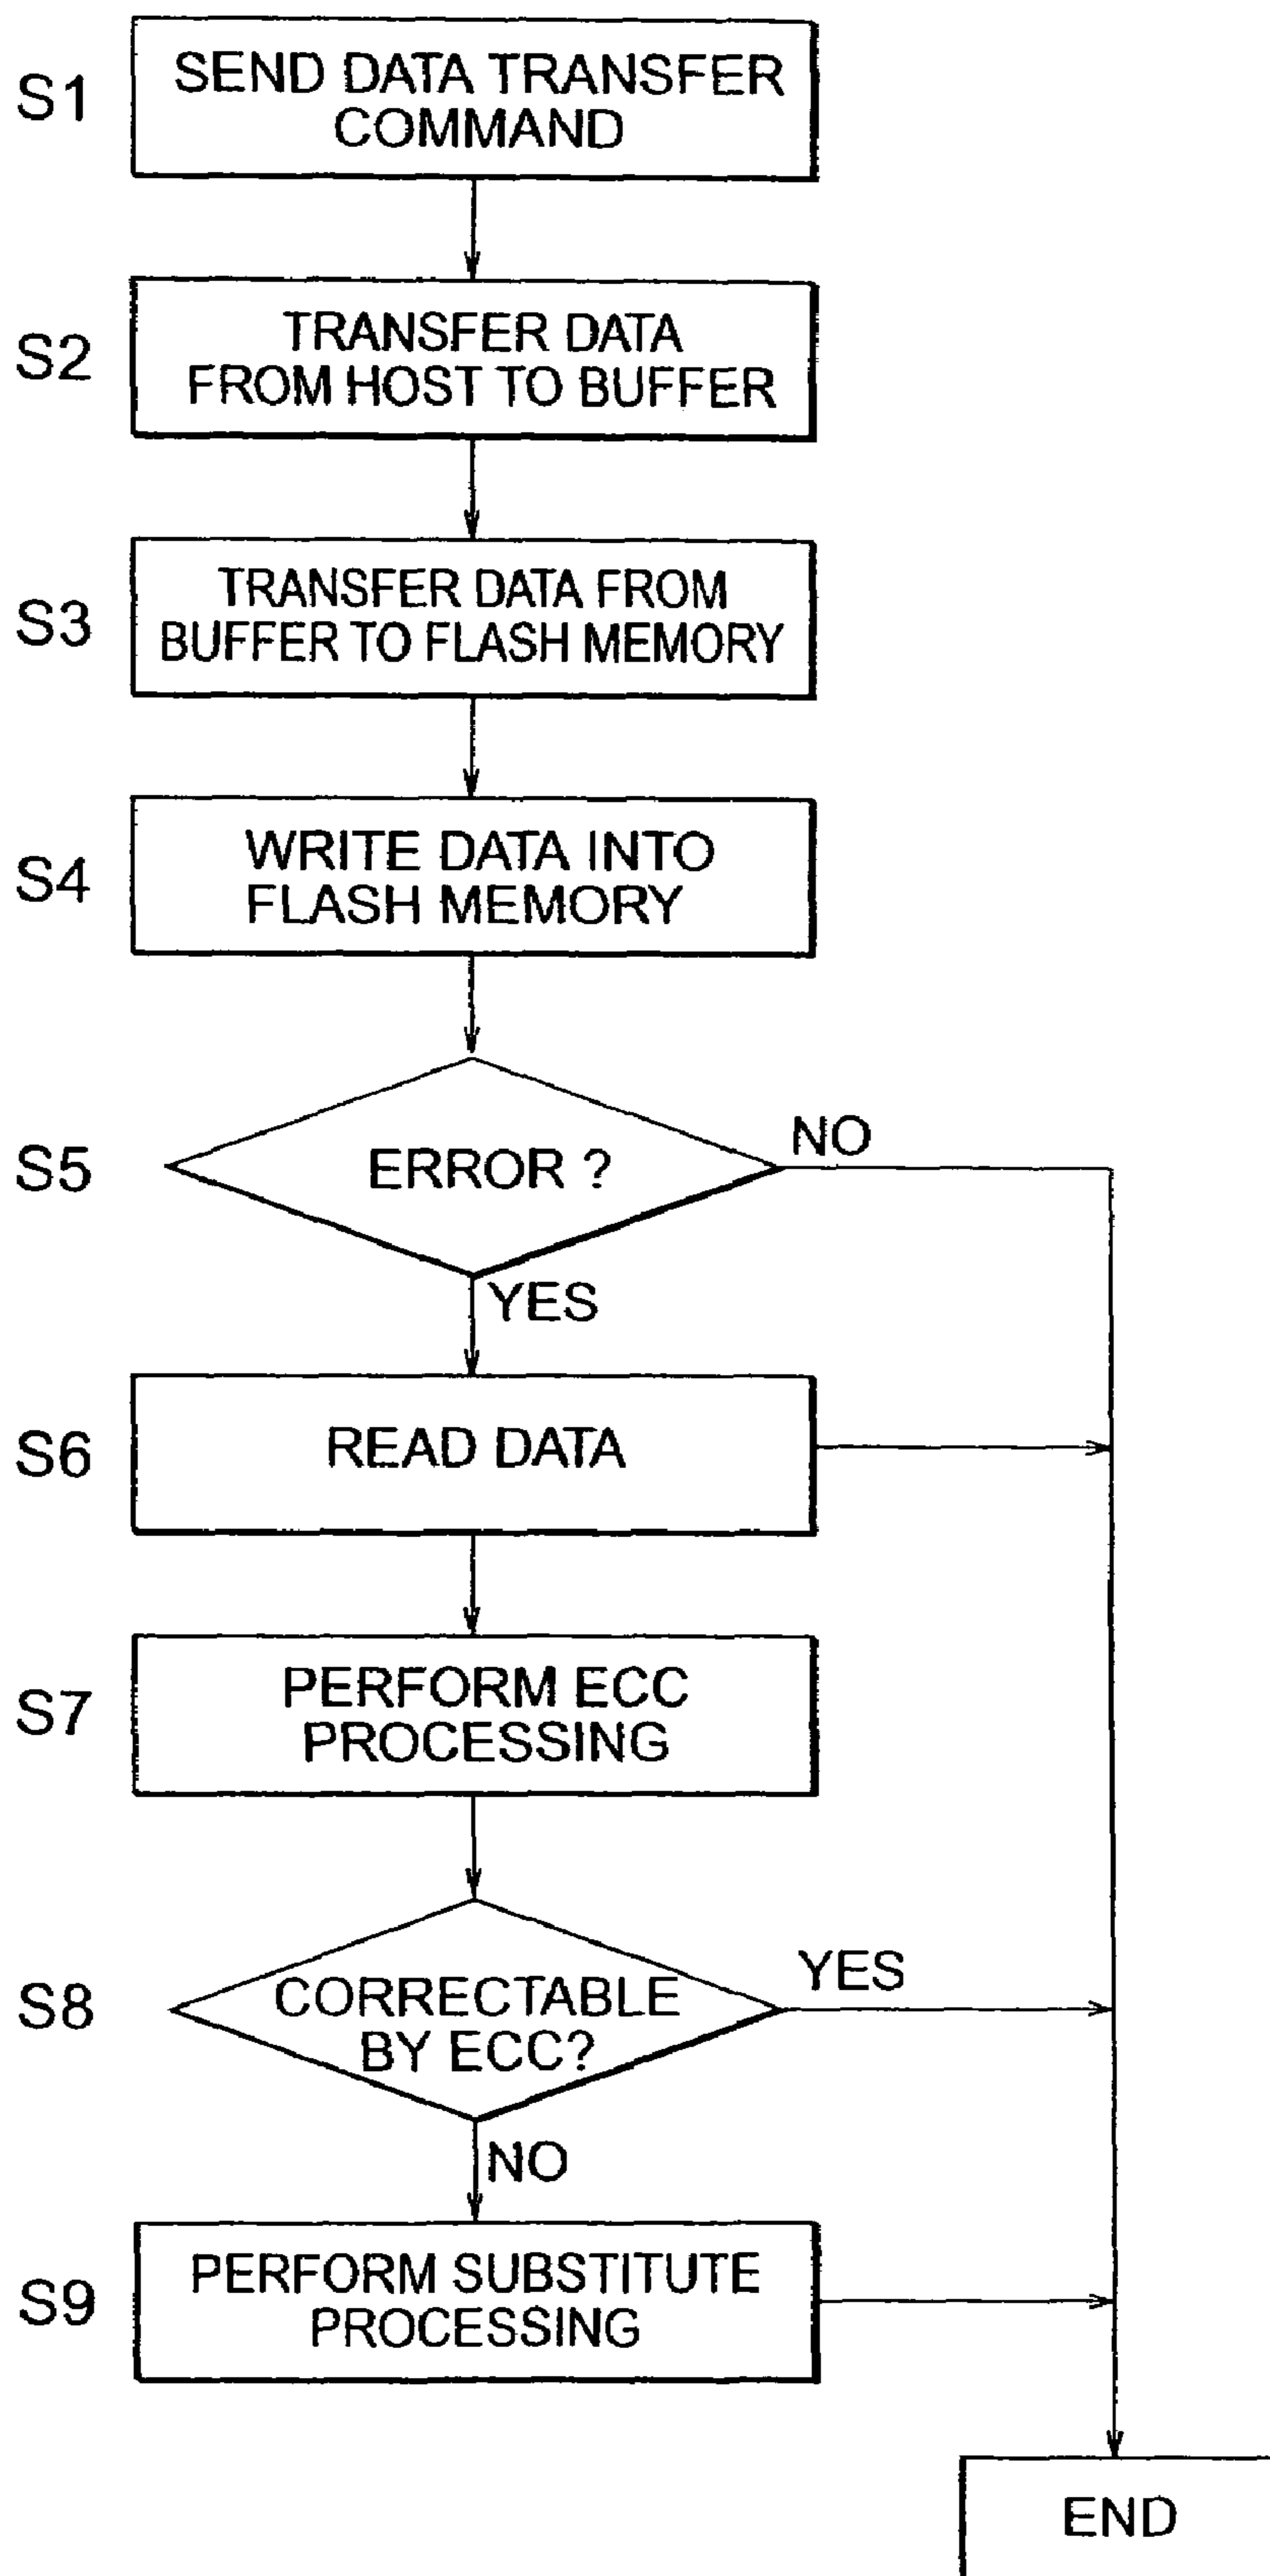 S1
SEND DATA TRANSFER
COMMAND
S2
TRANSFER DATA
FROM HOST TO BUFFER
S3
TRANSFER DATA FROM
BUFFER TO FLASH MEMORY
S4
WRITE DATA INTO
FLASH MEMORY
S5
ERROR ?
NO
YES
S6
READ DATA
S7
PERFORM ECC
PROCESSING
S8
CORRECTABLE
BY ECC?
YES
NO
S9
PERFORM SUBSTITUTE
PROCESSING
END